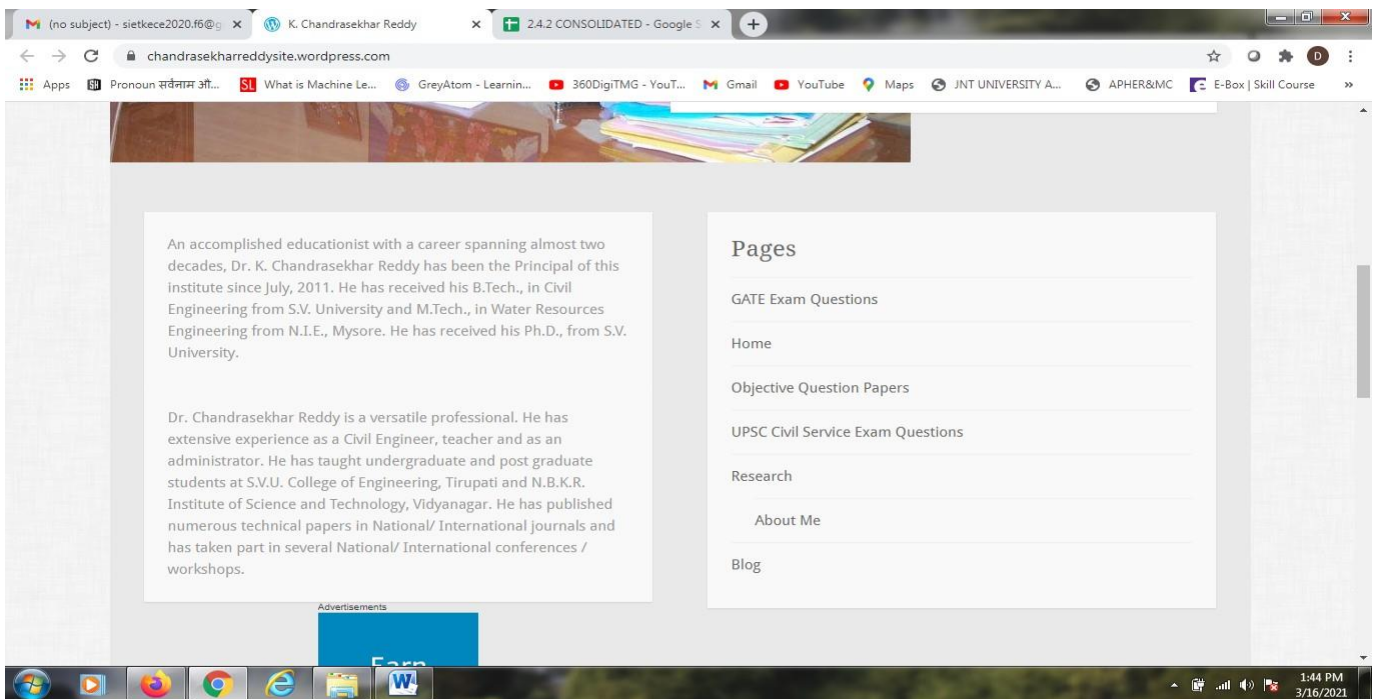 (no subject) - sietkece2020.f6@g
K. Chandrasekhar Reddy
2.4.2 CONSOLIDATED - Google S
chandrasekharreddysite.wordpress.com
D
Apps
Pronoun सर्वनाम औ...
SL What is Machine Le...
GreyAtom - Learnin...
360DigiTMG - YouT...
Gmail
YouTube
Maps
JNT UNIVERSITY A...
APHER&MC
E-Box | Skill Course
»
An accomplished educationist with a career spanning almost two
decades, Dr. K. Chandrasekhar Reddy has been the Principal of this
institute since July, 2011. He has received his B.Tech., in Civil
Engineering from S.V. University and M.Tech., in Water Resources
Engineering from N.I.E., Mysore. He has received his Ph.D., from S.V.
University.
Dr. Chandrasekhar Reddy is a versatile professional. He has
extensive experience as a Civil Engineer, teacher and as an
administrator. He has taught undergraduate and post graduate
students at S.V.U. College of Engineering, Tirupati and N.B.K.R.
Institute of Science and Technology, Vidyanagar. He has published
numerous technical papers in National/ International journals and
has taken part in several National/ International conferences /
workshops.
Advertisements
Earn
Pages
GATE Exam Questions
Home
Objective Question Papers
UPSC Civil Service Exam Questions
Research
About Me
Blog
W
1:44 PM
3/16/2021